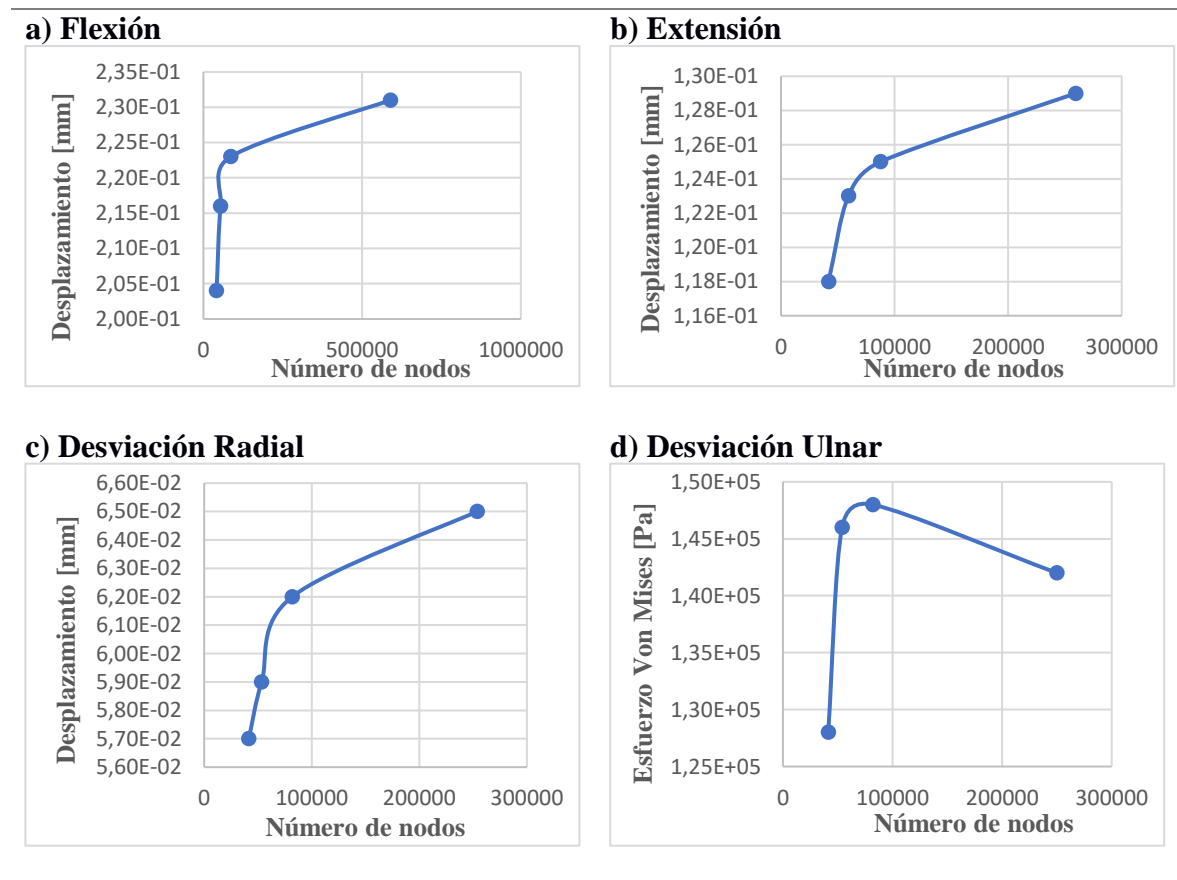 a) Flexión
2,35E-01
2,30E-01
2,25E-01
2,20E-01
2,15E-01
2,10E-01
2,05E-01
2,00E-01
Desplazamiento [mm]
0 500000 1000000
Número de nodos
b) Extensión
1,30E-01
1,28E-01
1,26E-01
1,24E-01
1,22E-01
1,20E-01
1,18E-01
1,16E-01
Desplazamiento [mm]
0 100000 200000 300000
Número de nodos
c) Desviación Radial
6,60E-02
6,50E-02
6,40E-02
6,30E-02
6,20E-02
6,10E-02
6,00E-02
5,90E-02
5,80E-02
5,70E-02
5,60E-02
Desplazamiento [mm]
0 100000 200000 300000
Número de nodos
d) Desviación Ulnar
1,50E+05
1,45E+05
1,40E+05
1,35E+05
1,30E+05
1,25E+05
Esfuerzo Von Mises [Pa]
0 100000 200000 300000
Número de nodos